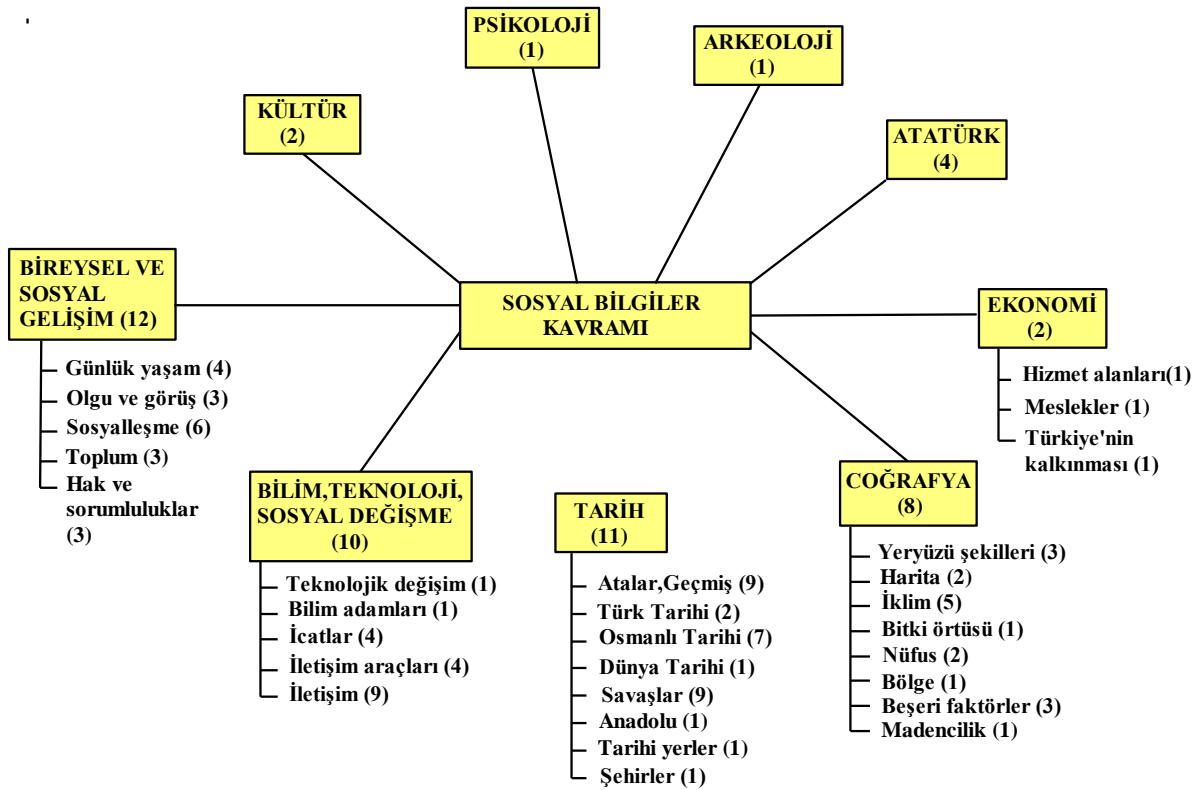 PSİKOLOJİ
(1)
ARKEOLOJİ
(1)
KÜLTÜR
(2)
ATATÜRK
(4)
BİREYSEL VE
SOSYAL
GELİŞİM (12)
Günlük yaşam (4)
Olgu ve görüş (3)
Sosyalleşme (6)
Toplum (3)
Hak ve
sorumluluklar
(3)
SOSYAL BİLGİLER
KAVRAMI
EKONOMİ
(2)
Hizmet alanları(1)
Meslekler (1)
Türkiye'nin
kalkınması (1)
BİLİM,TEKNOLOJİ,
SOSYAL DEĞİŞME
(10)
Teknolojik değişim (1)
Bilim adamları (1)
İcatlar (4)
İletişim araçları (4)
İletişim (9)
TARİH
(11)
Atalar,Geçmiş (9)
Türk Tarihi (2)
Osmanlı Tarihi (7)
Dünya Tarihi (1)
Savaşlar (9)
Anadolu (1)
Tarihi yerler (1)
Şehirler (1)
COĞRAFYA
(8)
Yeryüzü şekilleri (3)
Harita (2)
İklim (5)
Bitki örtüsü (1)
Nüfus (2)
Bölge (1)
Beşeri faktörler (3)
Madencilik (1)